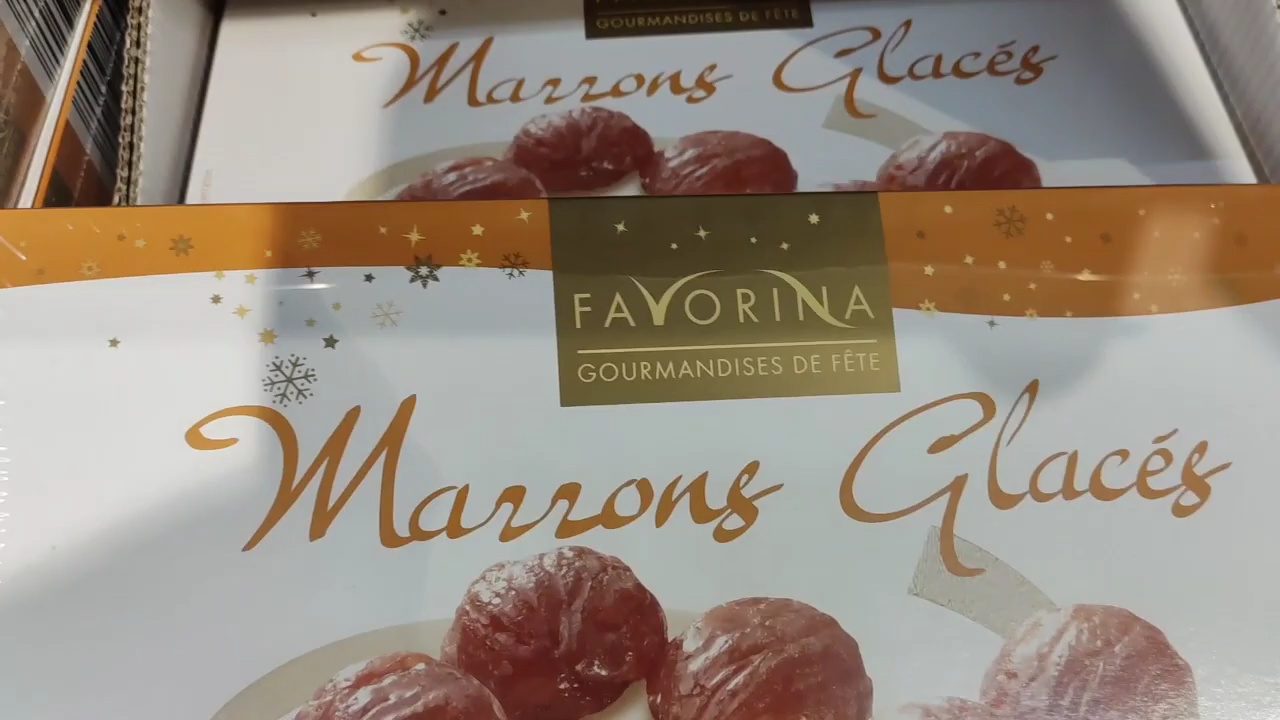 GOURMANDISES DE FÊTE
Marrons Glacés
FAVORINA
GOURMANDISES DE FÊTE
Marrons Glacés